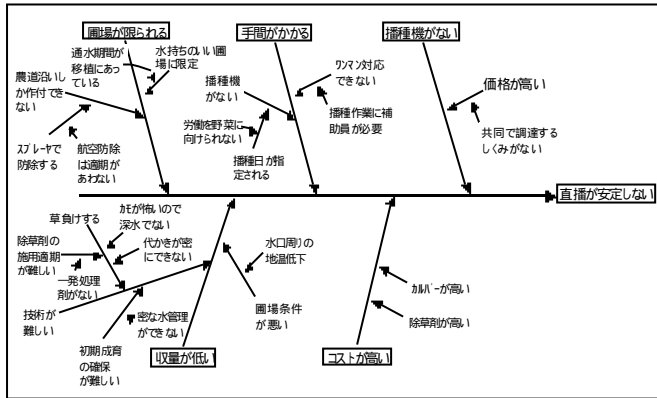 圃場が限られる
手間がかかる
播種機がない
通水期間が
移植にあっ
ている
水持ちのいい圃
場に限定
農道沿いし
か作付でき
ない
スプレーヤで
防除する
航空防除
は適期が
あわない
播種機
がない
ワンマン対応
できない
労働を野菜に
向けられない
播種作業に補
助員が必要
播種日が指
定される
価格が高い
共同で調達する
しくみがない
直播が安定しない
草負けする
カモが怖いので
深水でない
除草剤の
施用適期
が難しい
代かきが密
にできない
一発処理
剤がない
技術が
難しい
密な水管理
ができない
初期成育
の確保
が難しい
水口周りの
地温低下
圃場条件
が悪い
収量が低い
カルパーが高い
除草剤が高い
コストが高い